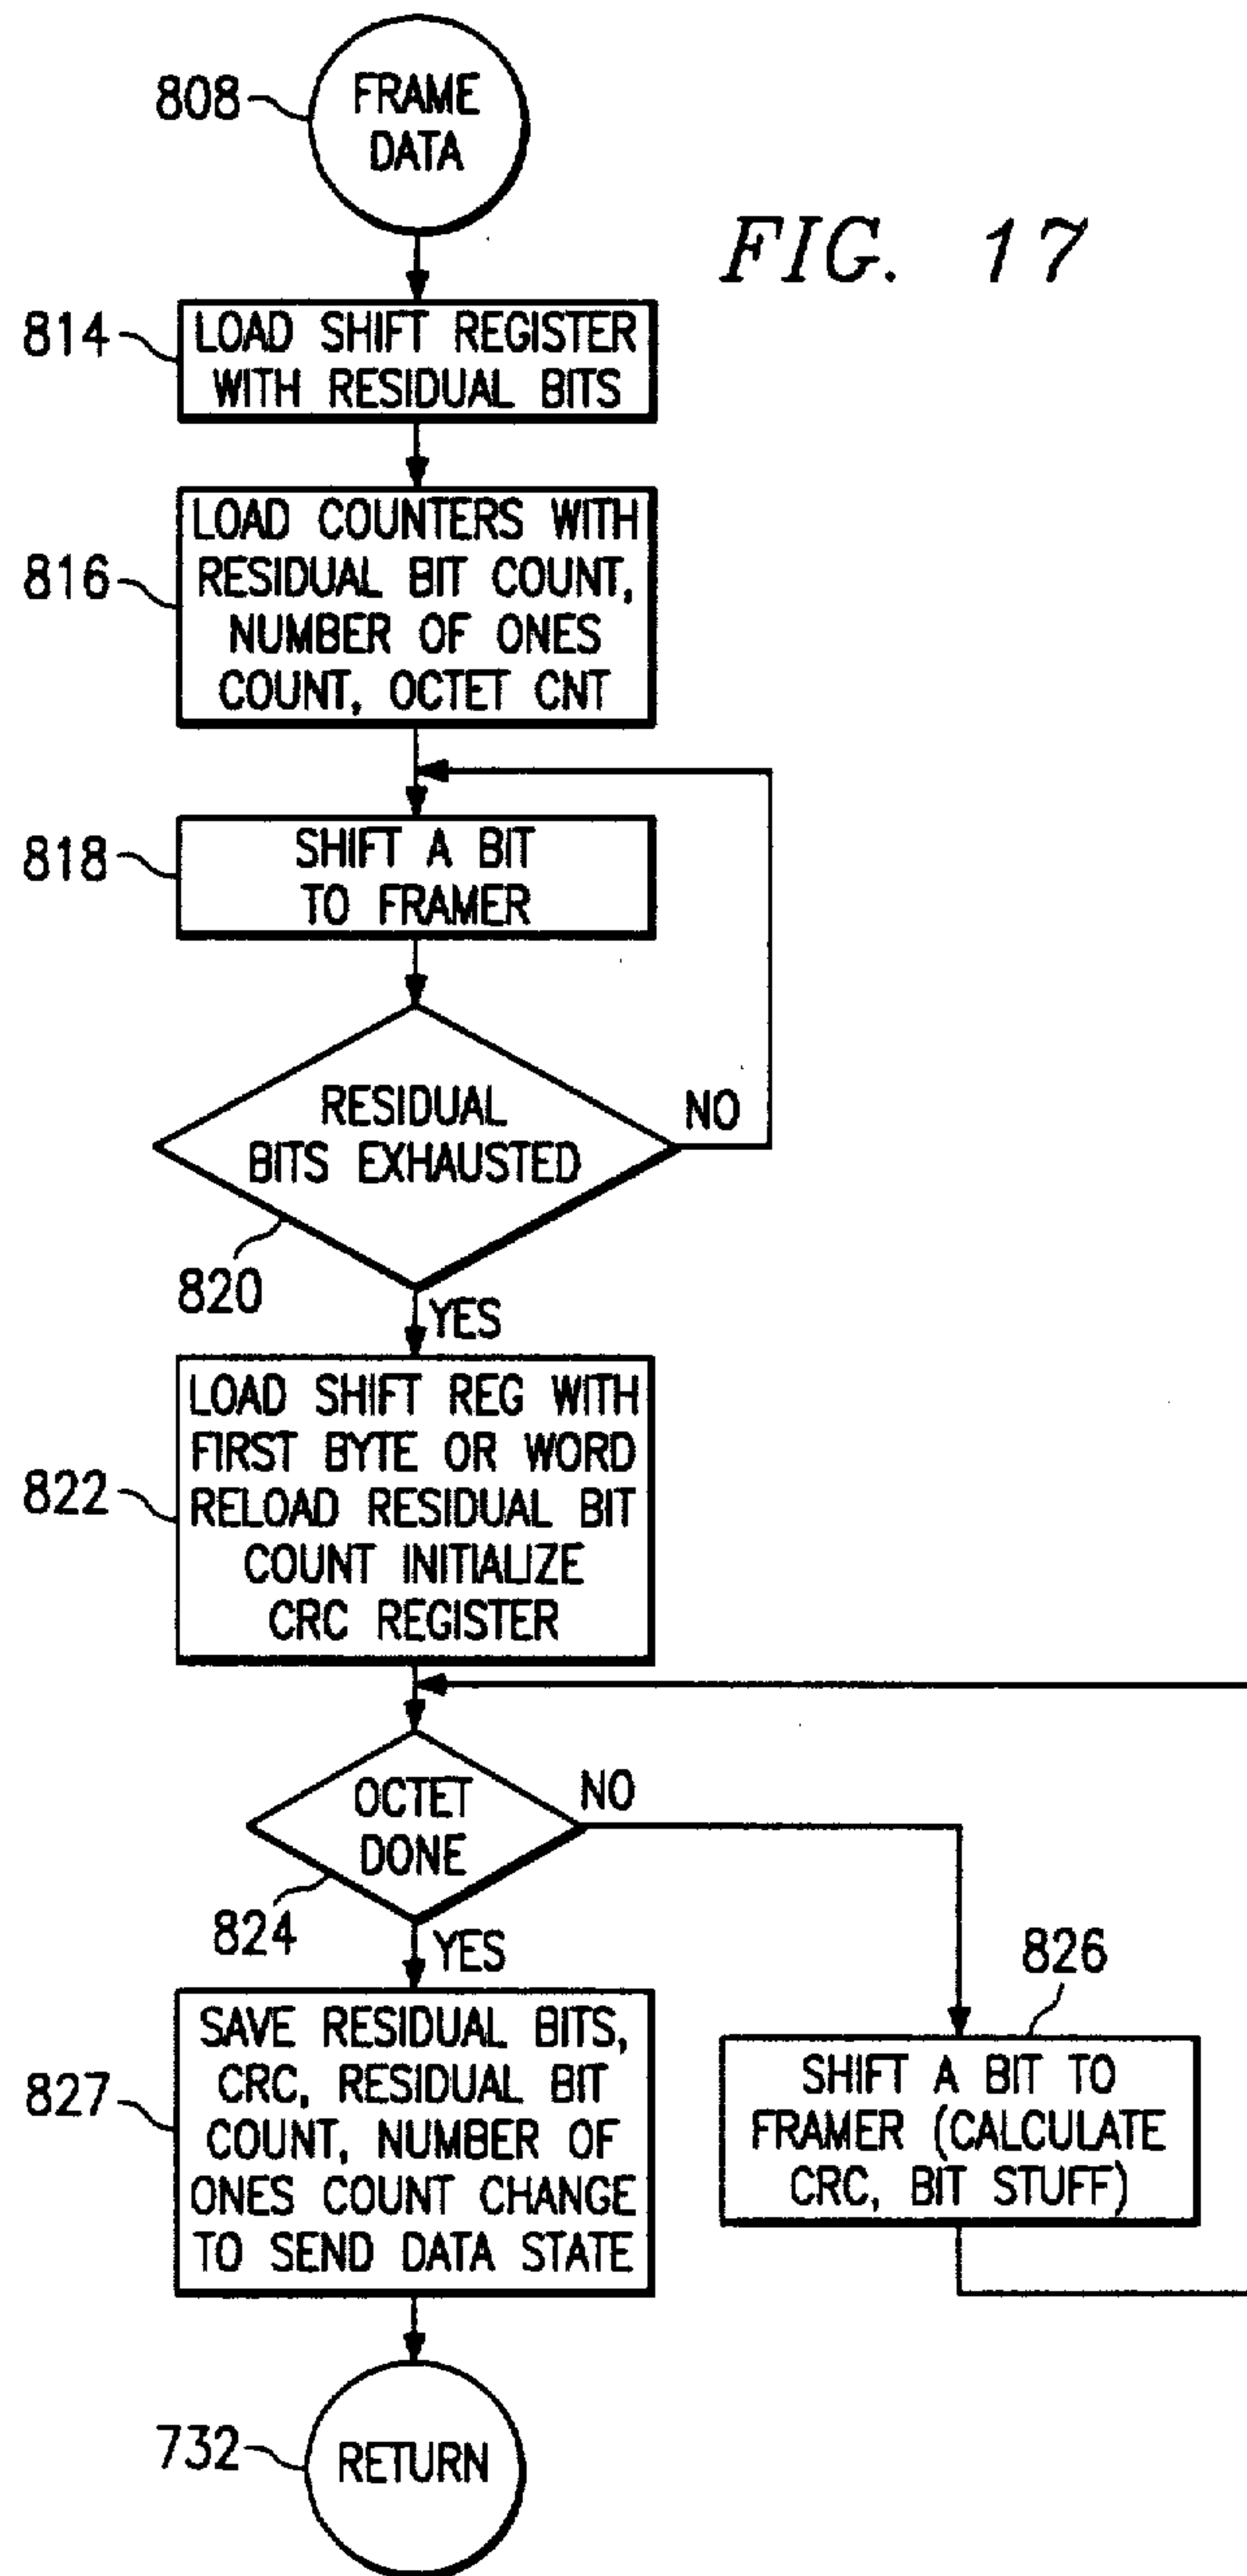 808
FRAME
DATA
FIG. 17
814
LOAD SHIFT REGISTER
WITH RESIDUAL BITS
816
LOAD COUNTERS WITH
RESIDUAL BIT COUNT,
NUMBER OF ONES
COUNT, OCTET CNT
818
SHIFT A BIT
TO FRAMER
RESIDUAL
BITS EXHAUSTED
NO
820
YES
822
LOAD SHIFT REG WITH
FIRST BYTE OR WORD
RELOAD RESIDUAL BIT
COUNT INITIALIZE
CRC REGISTER
OCTET
DONE
NO
824
YES
826
SHIFT A BIT TO
FRAMER (CALCULATE
CRC, BIT STUFF)
827
SAVE RESIDUAL BITS,
CRC, RESIDUAL BIT
COUNT, NUMBER OF
ONES COUNT CHANGE
TO SEND DATA STATE
732
RETURN